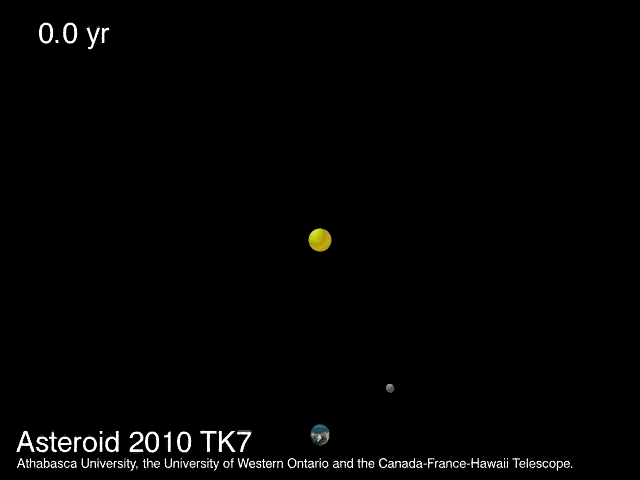 0.0 yr
Asteroid 2010 TK7
Athabasca University, the University of Western Ontario and the Canada-France-Hawaii Telescope.